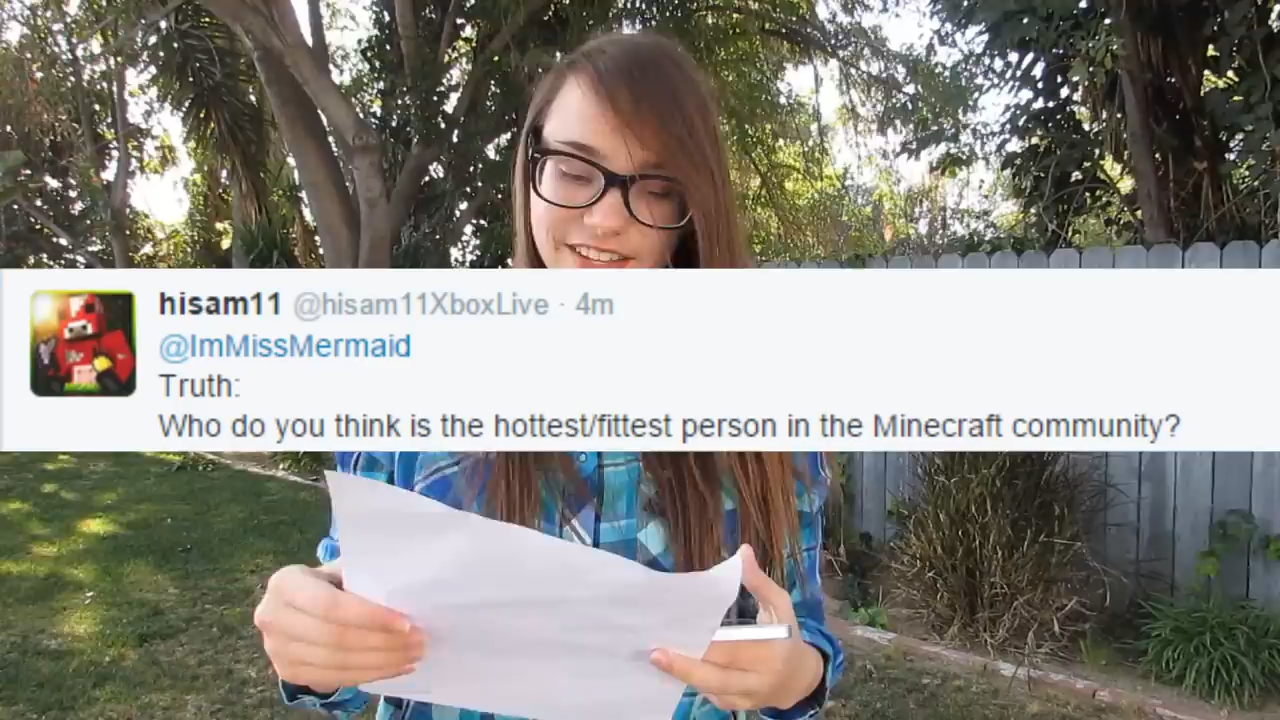 hisam11 @hisam11XboxLive · 4m
@ImMissMermaid
Truth:
Who do you think is the hottest/fittest person in the Minecraft community?